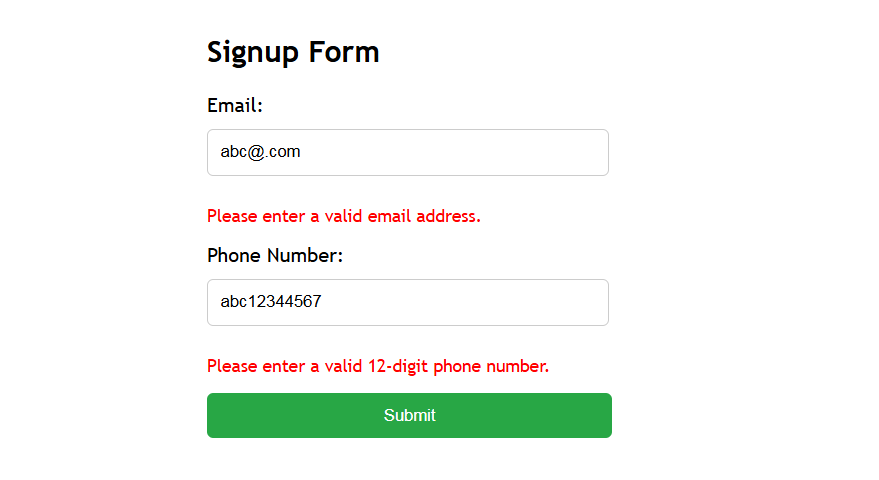 Signup Form
Email:
abc@.com
Please enter a valid email address.
Phone Number:
abc12344567
Please enter a valid 12-digit phone number.
Submit